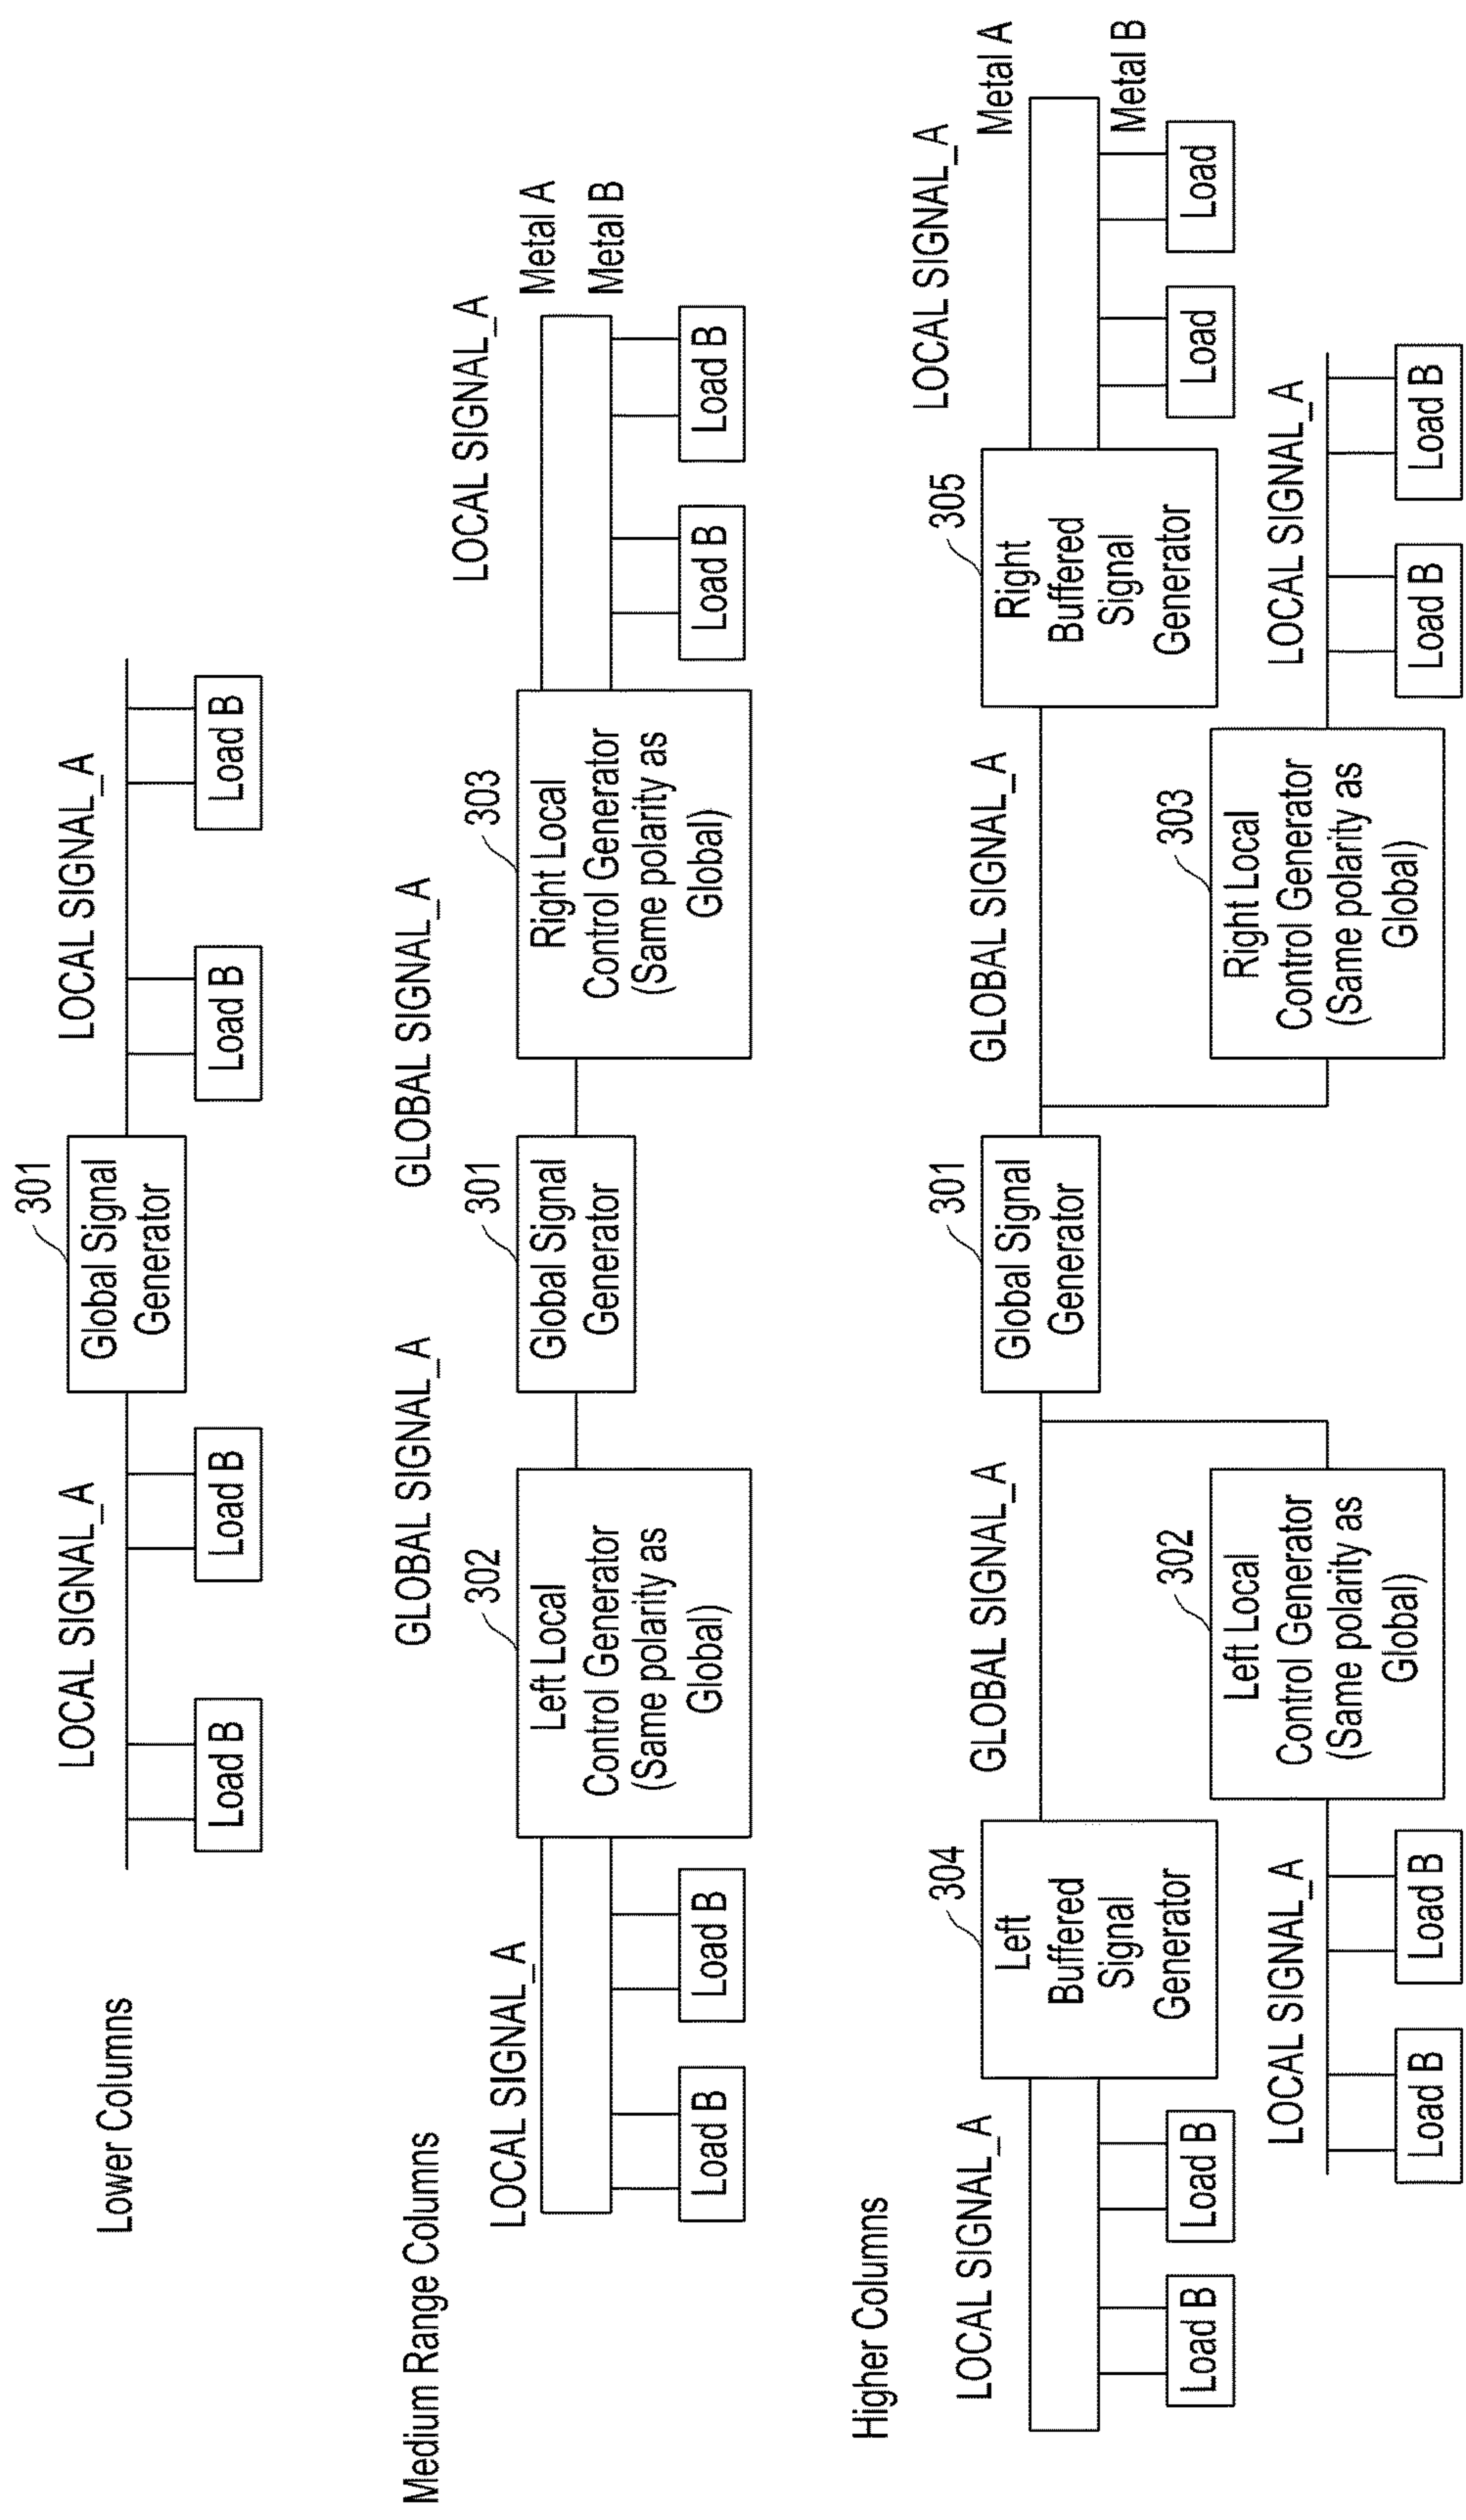 Lower Columns
LOCAL SIGNAL_A
301
LOCAL SIGNAL_A
Global Signal
Generator
Load B
Load B
Load B
Load B
Medium Range Columns
GLOBAL SIGNAL_A
GLOBAL SIGNAL_A
LOCAL SIGNAL_A
302
301
303
LOCAL SIGNAL_A
Metal A
Metal B
Left Local
Control Generator
(Same polarity as
Global)
Global Signal
Generator
Right Local
Control Generator
(Same polarity as
Global)
Load B
Load B
Load B
Load B
Higher Columns
LOCAL SIGNAL_A
304
GLOBAL SIGNAL_A
301
GLOBAL SIGNAL_A
305
LOCAL SIGNAL_A
Metal A
Metal B
Left
Buffered
Signal
Generator
Global Signal
Generator
Right
Buffered
Signal
Generator
Load B
Load B
Load
Load
LOCAL SIGNAL_A
302
303
LOCAL SIGNAL_A
Left Local
Control Generator
(Same polarity as
Global)
Right Local
Control Generator
(Same polarity as
Global)
Load B
Load B
Load B
Load B